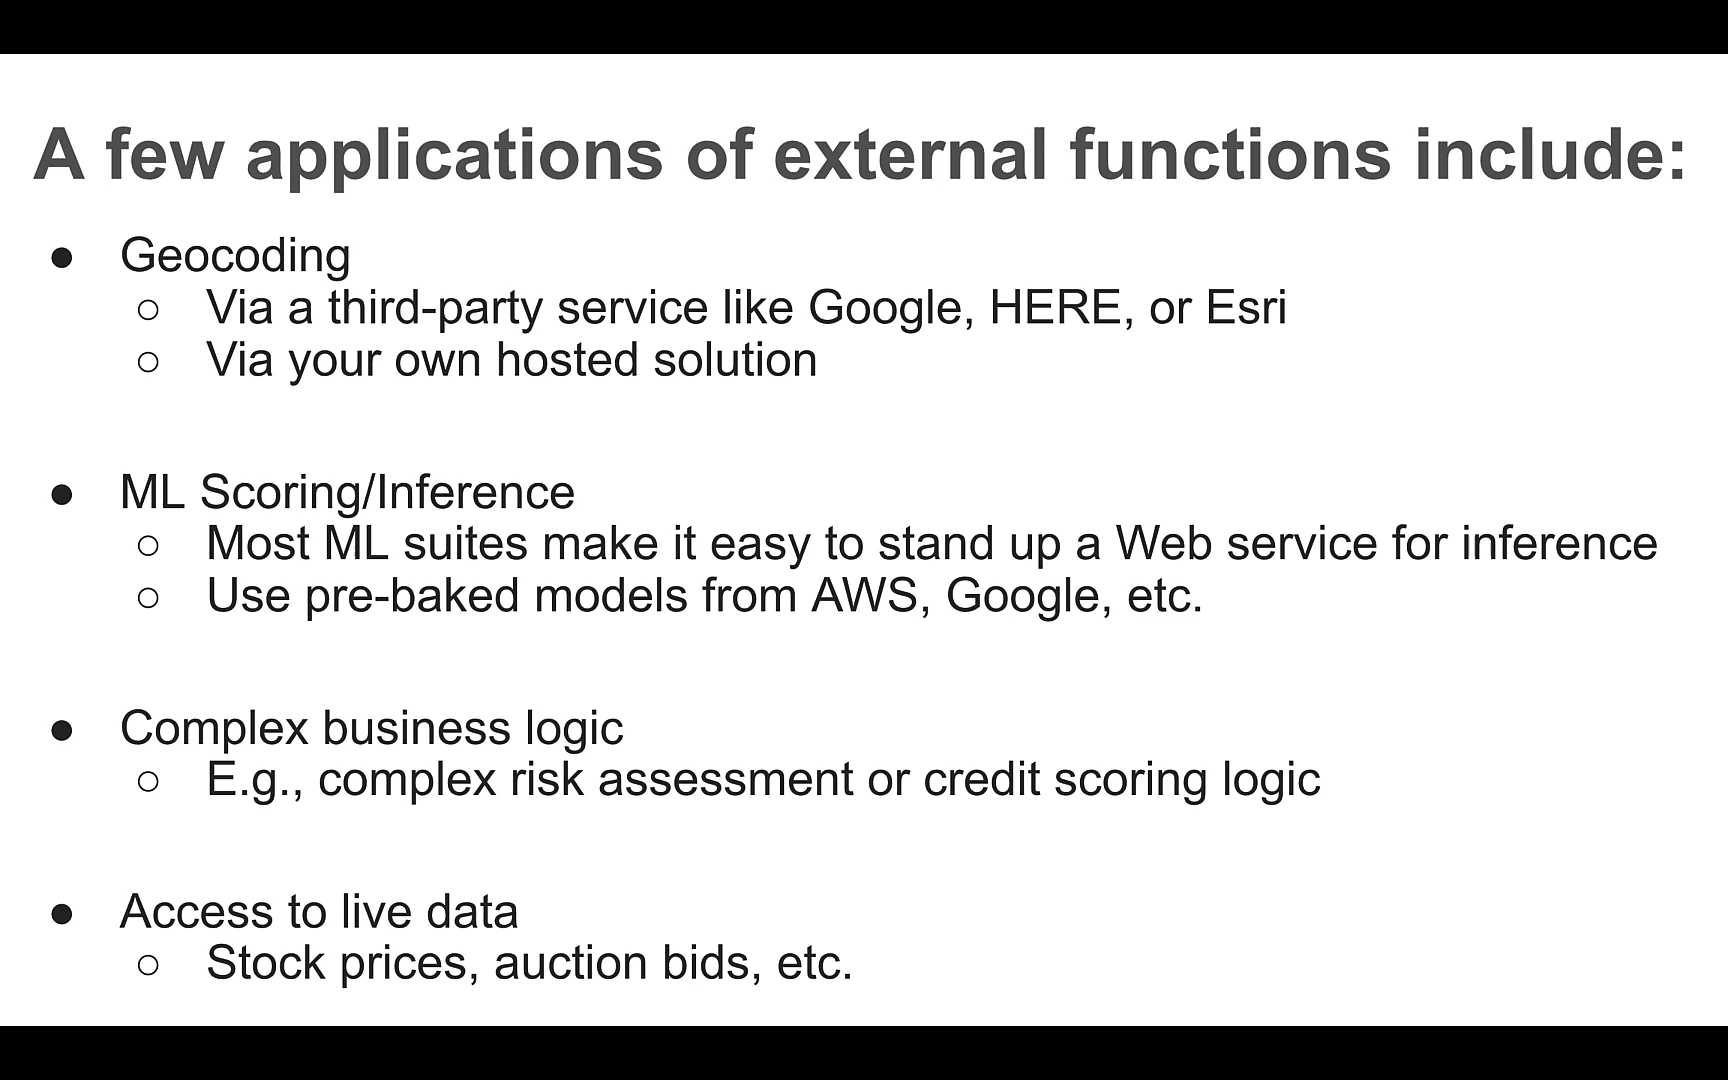 A few applications of external functions include:
● Geocoding
○ Via a third-party service like Google, HERE, or Esri
○ Via your own hosted solution
● ML Scoring/Inference
○ Most ML suites make it easy to stand up a Web service for inference
○ Use pre-baked models from AWS, Google, etc.
● Complex business logic
○ E.g., complex risk assessment or credit scoring logic
● Access to live data
○ Stock prices, auction bids, etc.